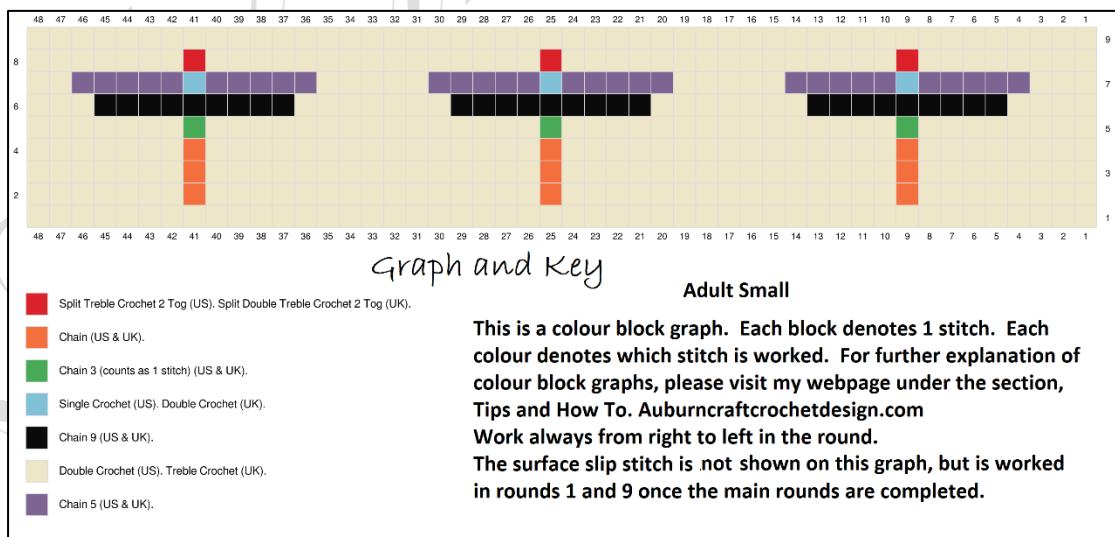 48 47 46 45 44 43 42 41 40 39 38 37 36 35 34 33 32 31 30 29 28 27 26 25 24 23 22 21 20 19 18 17 16 15 14 13 12 11 10 9 8 7 6 5 4 3 2 1
9
8
7
6
5
4
3
2
1
48 47 46 45 44 43 42 41 40 39 38 37 36 35 34 33 32 31 30 29 28 27 26 25 24 23 22 21 20 19 18 17 16 15 14 13 12 11 10 9 8 7 6 5 4 3 2 1
Graph and Key
Split Treble Crochet 2 Tog (US). Split Double Treble Crochet 2 Tog (UK).
Chain (US & UK).
Chain 3 (counts as 1 stitch) (US & UK).
Single Crochet (US). Double Crochet (UK).
Chain 9 (US & UK).
Double Crochet (US). Treble Crochet (UK).
Chain 5 (US & UK).
Adult Small
This is a colour block graph. Each block denotes 1 stitch. Each
colour denotes which stitch is worked. For further explanation of
colour block graphs, please visit my webpage under the section,
Tips and How To. Auburncraftcrochetdesign.com
Work always from right to left in the round.
The surface slip stitch is not shown on this graph, but is worked
in rounds 1 and 9 once the main rounds are completed.